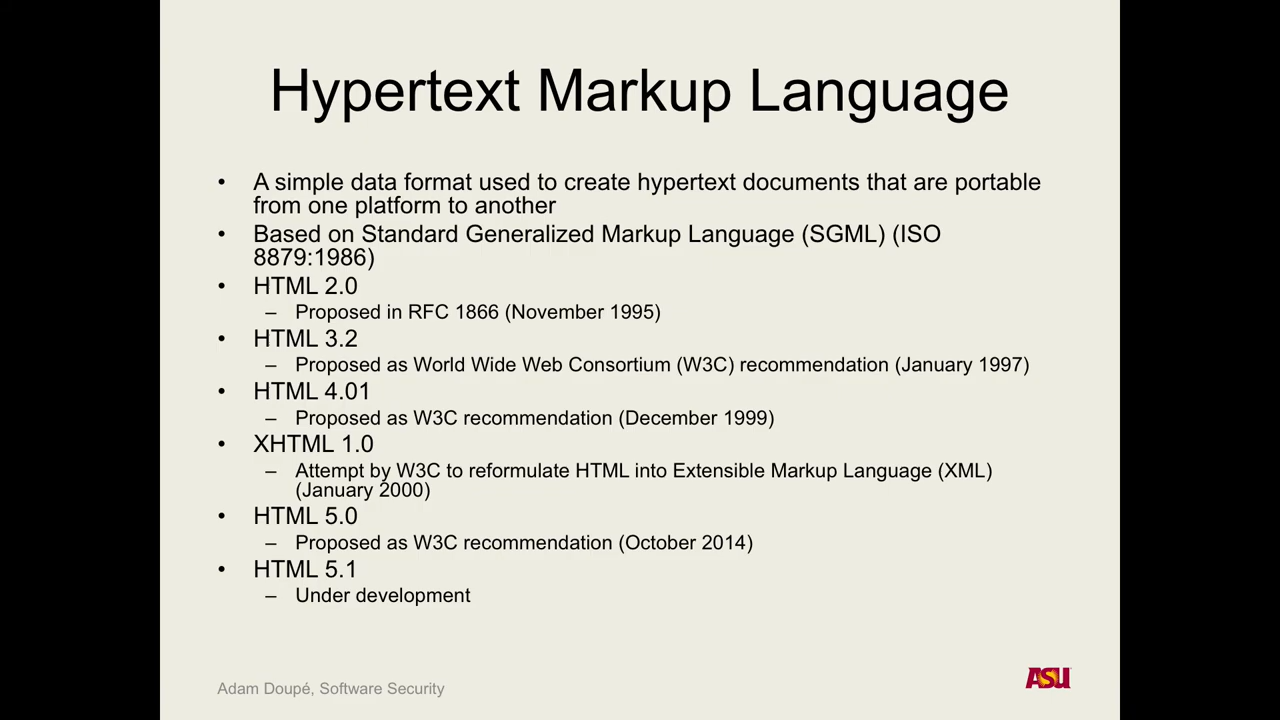 Hypertext Markup Language
• A simple data format used to create hypertext documents that are portable
from one platform to another
• Based on Standard Generalized Markup Language (SGML) (ISO
8879:1986)
• HTML 2.0
– Proposed in RFC 1866 (November 1995)
• HTML 3.2
– Proposed as World Wide Web Consortium (W3C) recommendation (January 1997)
• HTML 4.01
– Proposed as W3C recommendation (December 1999)
• XHTML 1.0
– Attempt by W3C to reformulate HTML into Extensible Markup Language (XML)
(January 2000)
• HTML 5.0
– Proposed as W3C recommendation (October 2014)
• HTML 5.1
– Under development
Adam Doupé, Software Security
ASU